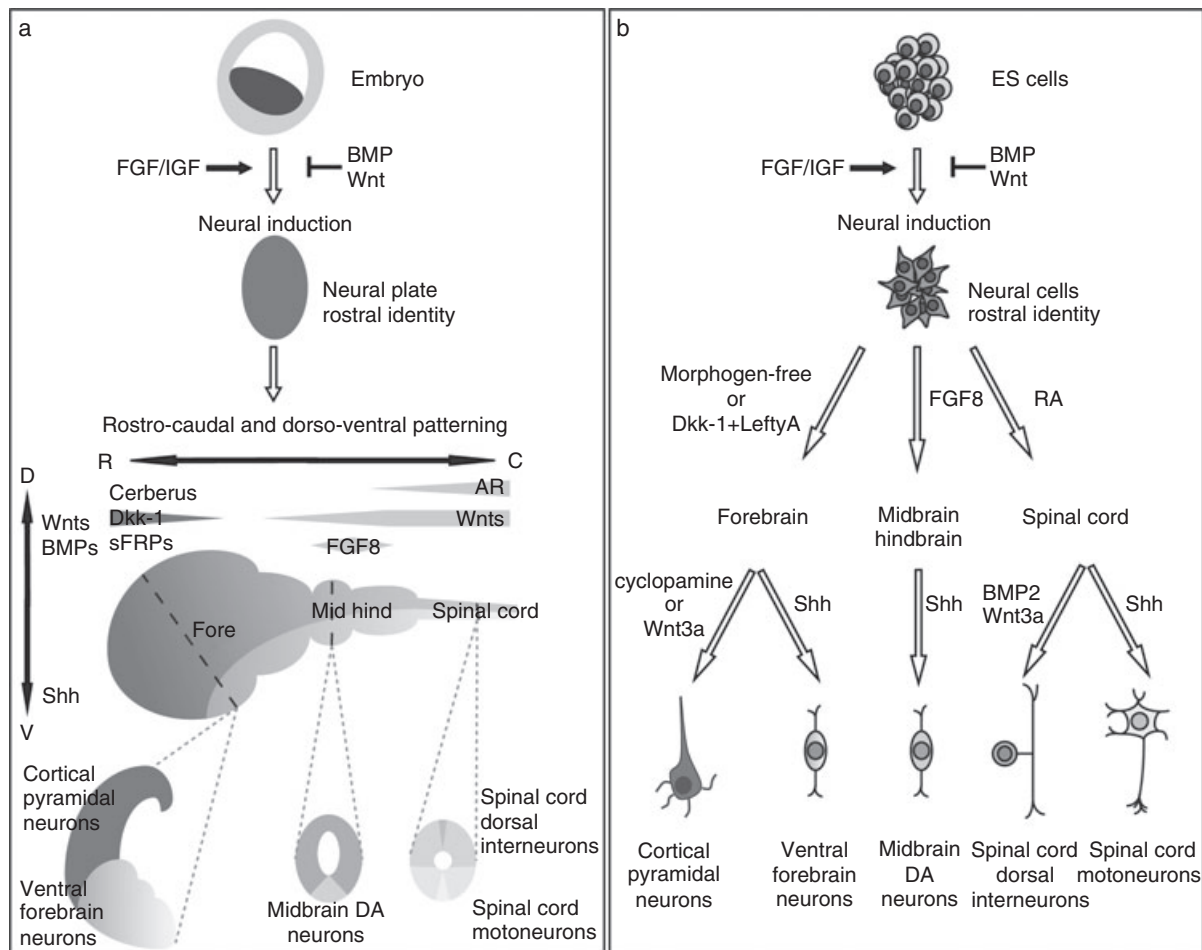 a
Embryo
FGF/IGF
BMP
Wnt
Neural induction
Neural plate
rostral identity
Rostro-caudal and dorso-ventral patterning
R
C
D
AR
Cerberus
Dkk-1
sFRPs
Wnts
BMPs
Wnts
FGF8
Fore
Mid hind
Spinal cord
Shh
V
Cortical
pyramidal
neurons
Ventral
forebrain
neurons
Midbrain DA
neurons
Spinal cord
dorsal
interneurons
Spinal cord
motoneurons
b
ES cells
FGF/IGF
BMP
Wnt
Neural induction
Neural cells
rostral identity
Morphogen-free
or
Dkk-1+LeftyA
FGF8
RA
Forebrain
Midbrain
hindbrain
Spinal cord
cyclopamine
or
Wnt3a
Shh
Shh
BMP2
Wnt3a
Shh
Cortical
pyramidal
neurons
Ventral
forebrain
neurons
Midbrain
DA
neurons
Spinal cord
dorsal
interneurons
Spinal cord
motoneurons